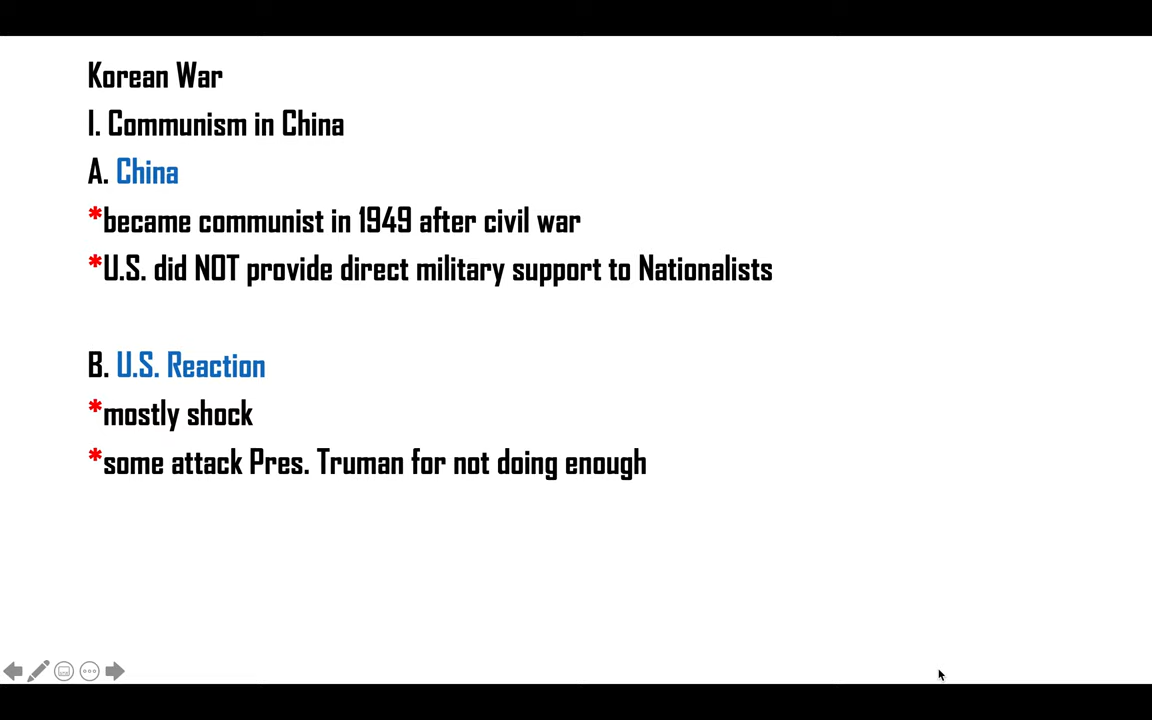 Korean War
I. Communism in China
A. China
*became communist in 1949 after civil war
*U.S. did NOT provide direct military support to Nationalists
B. U.S. Reaction
*mostly shock
*some attack Pres. Truman for not doing enough